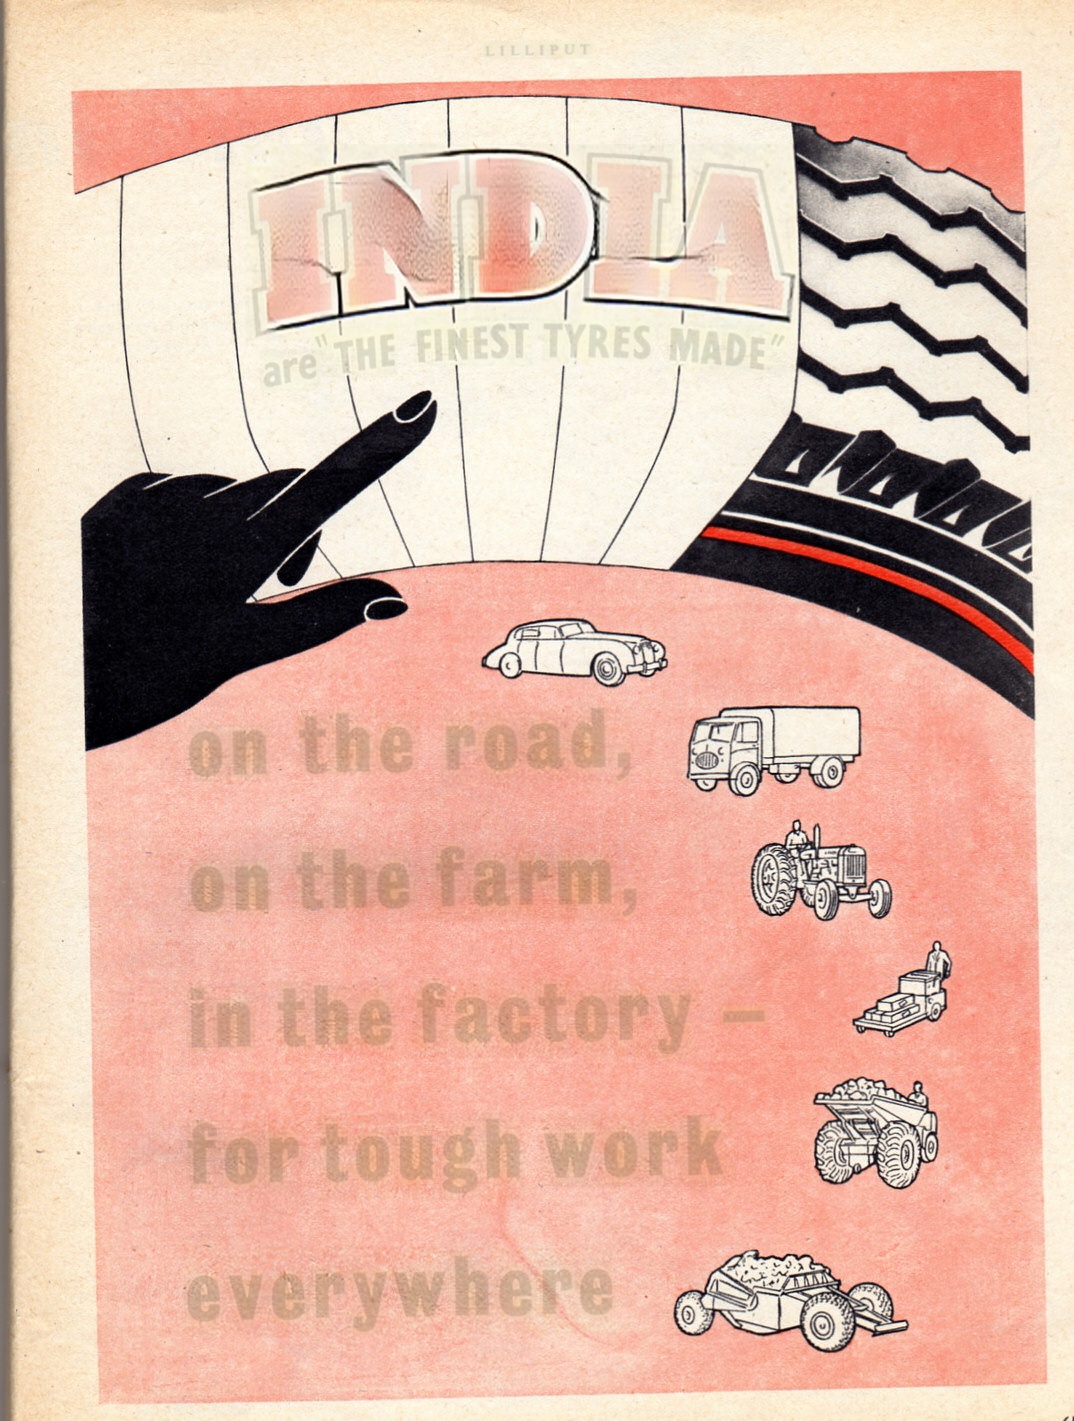 LILLIPUT
INDIA
are "THE FINEST TYRES MADE"
on the road,
on the farm,
in the factory –
for tough work
everywhere